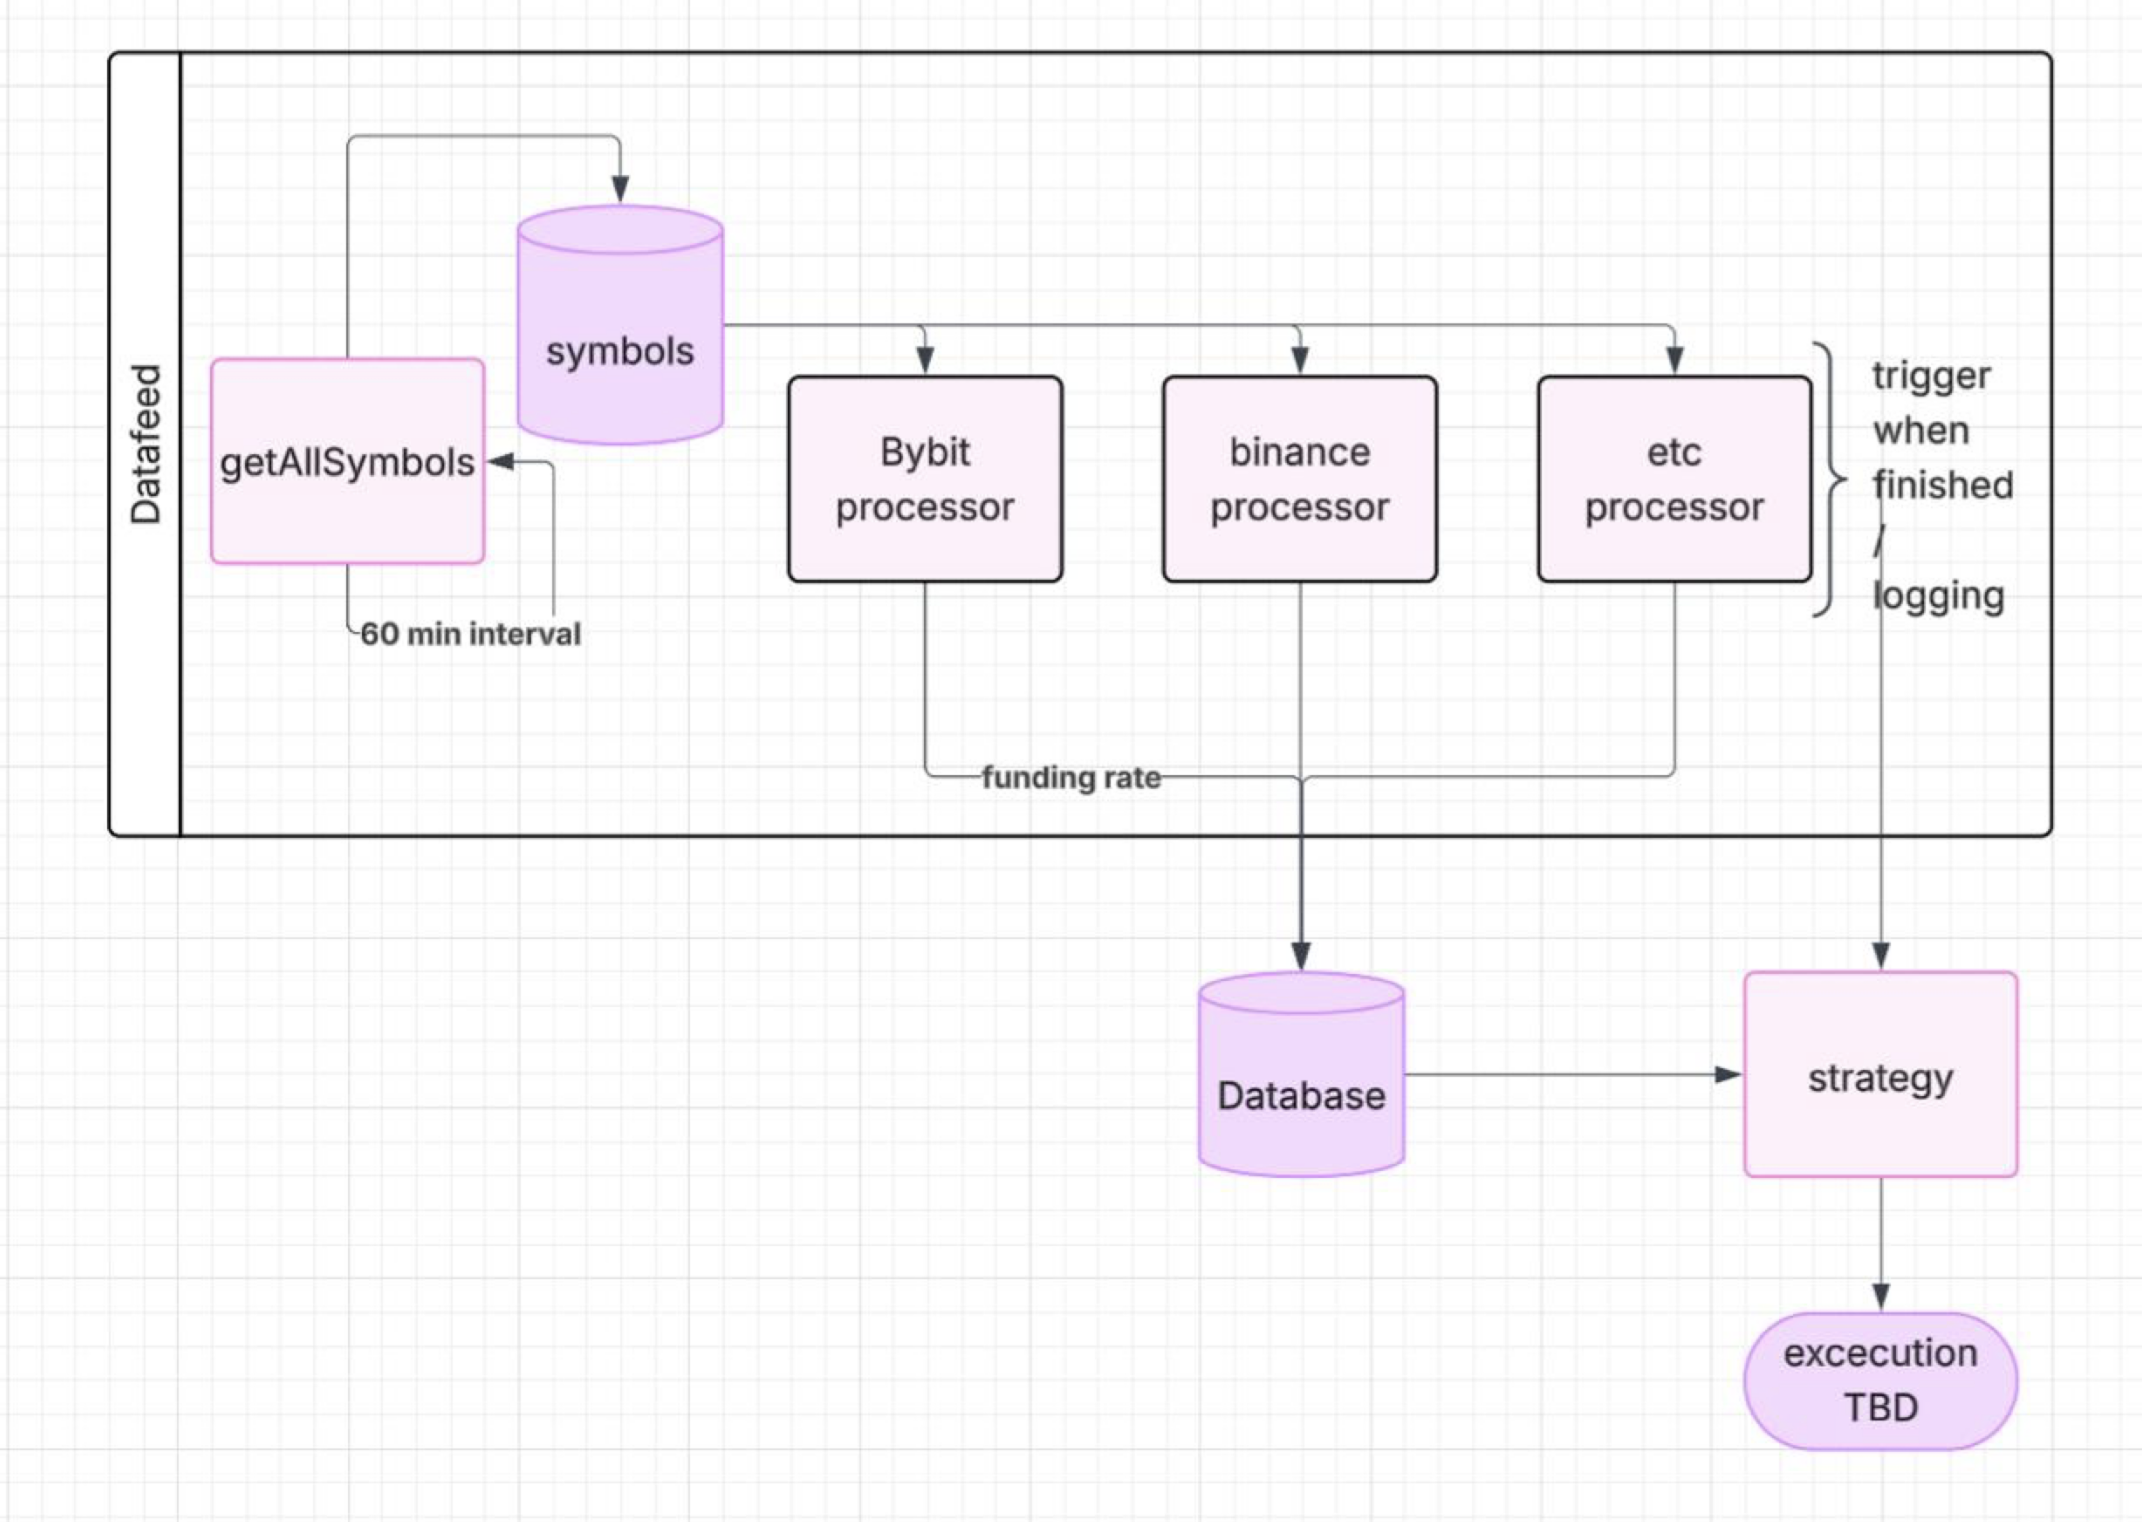 Datafeed
symbols
getAllSymbols
60 min interval
Bybit
processor
binance
processor
etc
processor
trigger
when
finished
/
logging
funding rate
Database
strategy
excecution
TBD